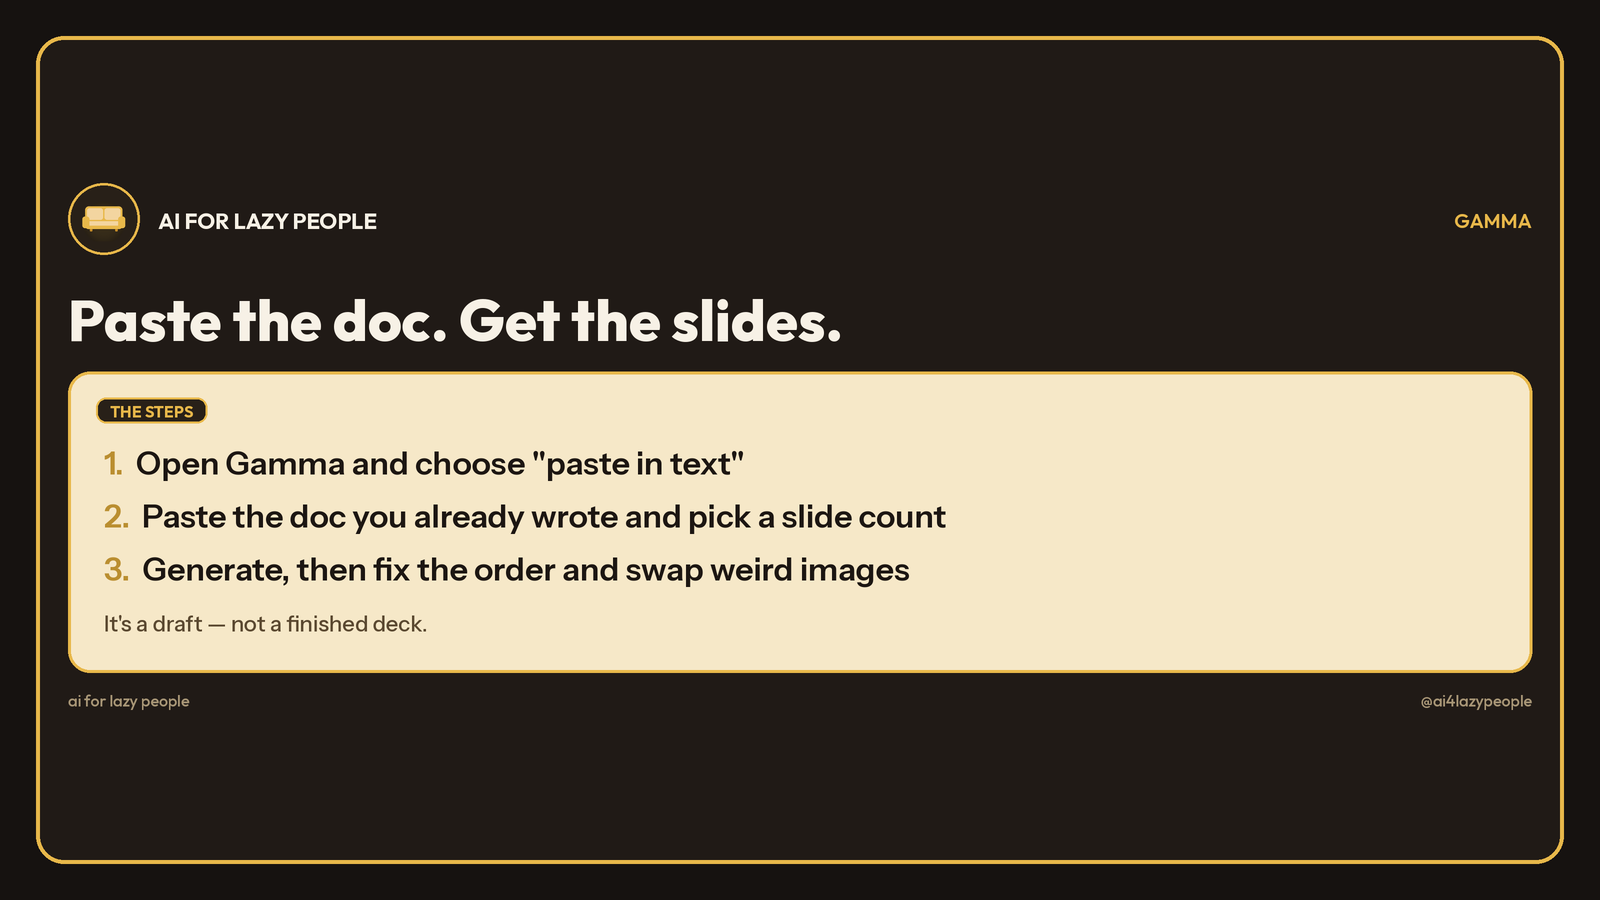 AI FOR LAZY PEOPLE
GAMMA
Paste the doc. Get the slides.
THE STEPS
1. Open Gamma and choose "paste in text"
2. Paste the doc you already wrote and pick a slide count
3. Generate, then fix the order and swap weird images
It's a draft — not a finished deck.
ai for lazy people
@ai4lazypeople